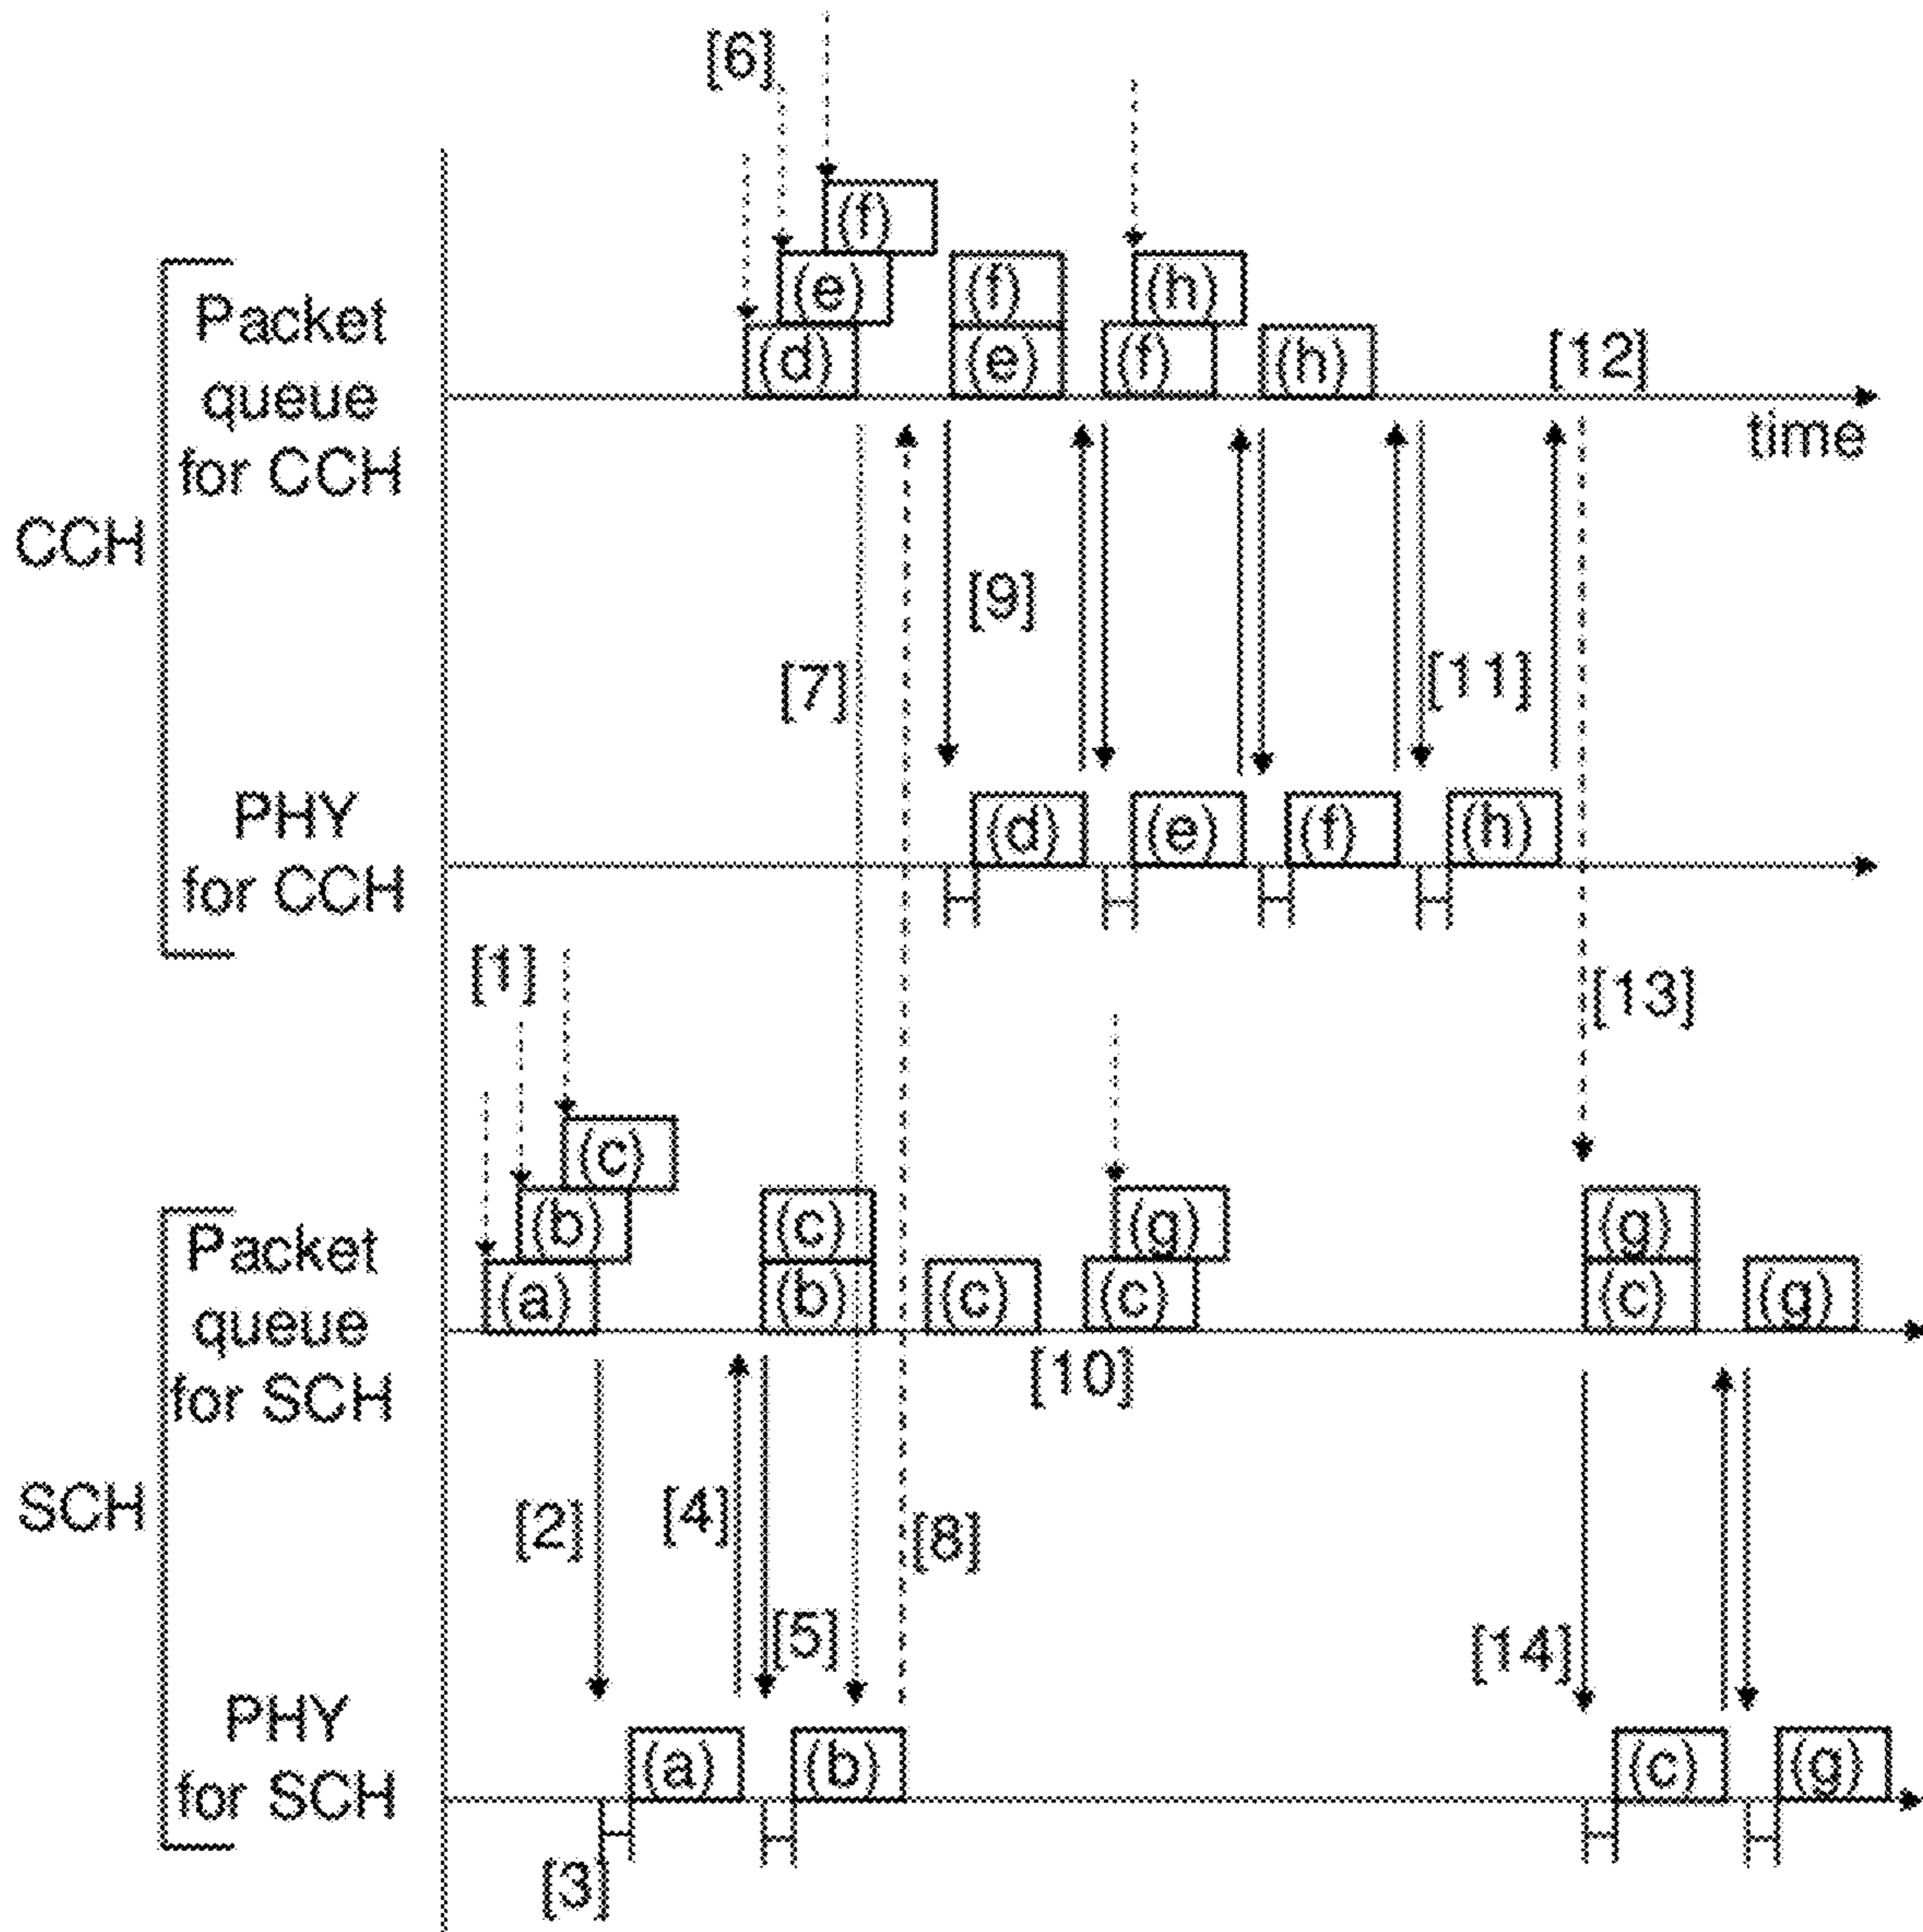 [6]
(f)
(e) (f) (h)
(d) (e) (f) (h) [12]
time
Packet
queue
for CCH
CCH
[9]
[7] [11]
PHY
for CCH
(d) (e) (f) (h)
[1] [13]
(c)
(b) (c) (g) (g)
(a) (b) (c) (c) (c) (g)
Packet
queue
for SCH
[10]
SCH
[2] [4] [8]
[5] [14]
PHY
for SCH
(a) (b) (c) (g)
[3]